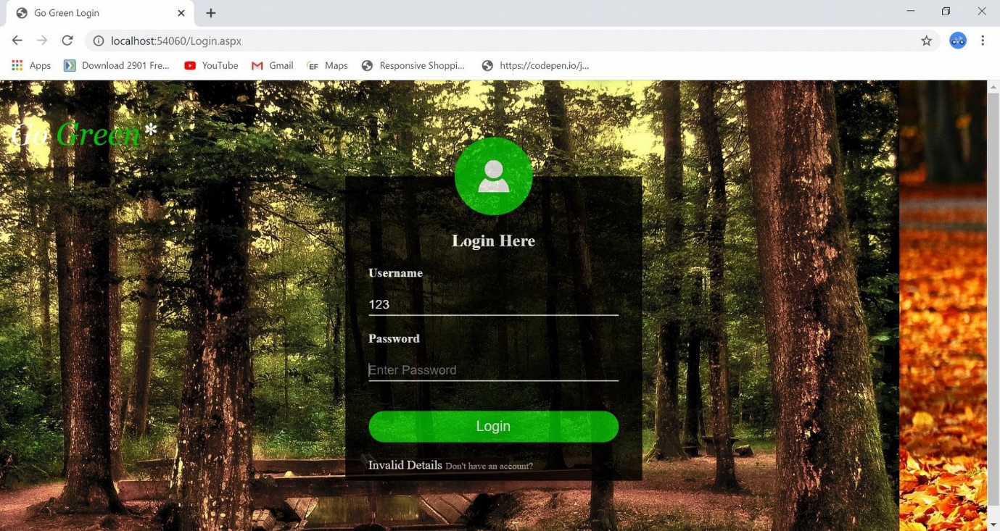 Go Green Login
localhost:54060/Login.aspx
Apps Download 2901 Fre... YouTube Gmail EF Maps Responsive Shoppi... https://codepen.io/j...
Go Green*
Login Here
Username
123
Password
Enter Password
Login
Invalid Details Don't have an account?